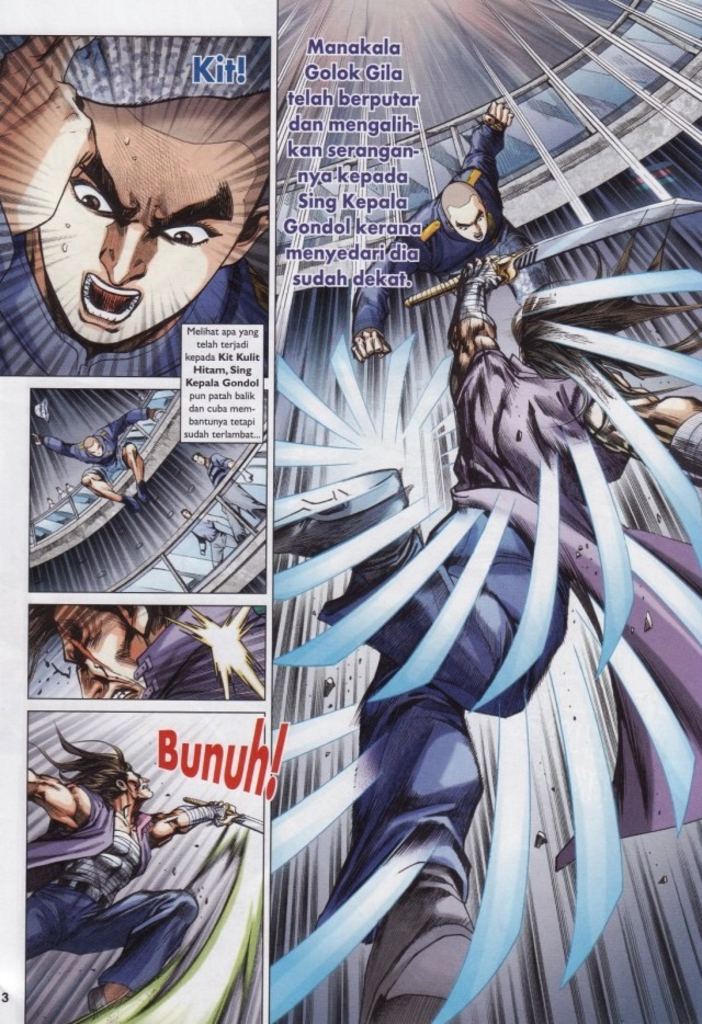 Kit!
Melihat apa yang
telah terjadi
kepada Kit Kulit
Hitam, Sing
Kepala Gondol
pun patah balik
dan cuba mem-
bantunya tetapi
sudah terlambat...
Bunuh!
Manakala
Golok Gila
telah berputar
dan mengalih-
kan serangan-
nya kepada
Sing Kepala
Gondol kerana
menyedari dia
sudah dekat.
3